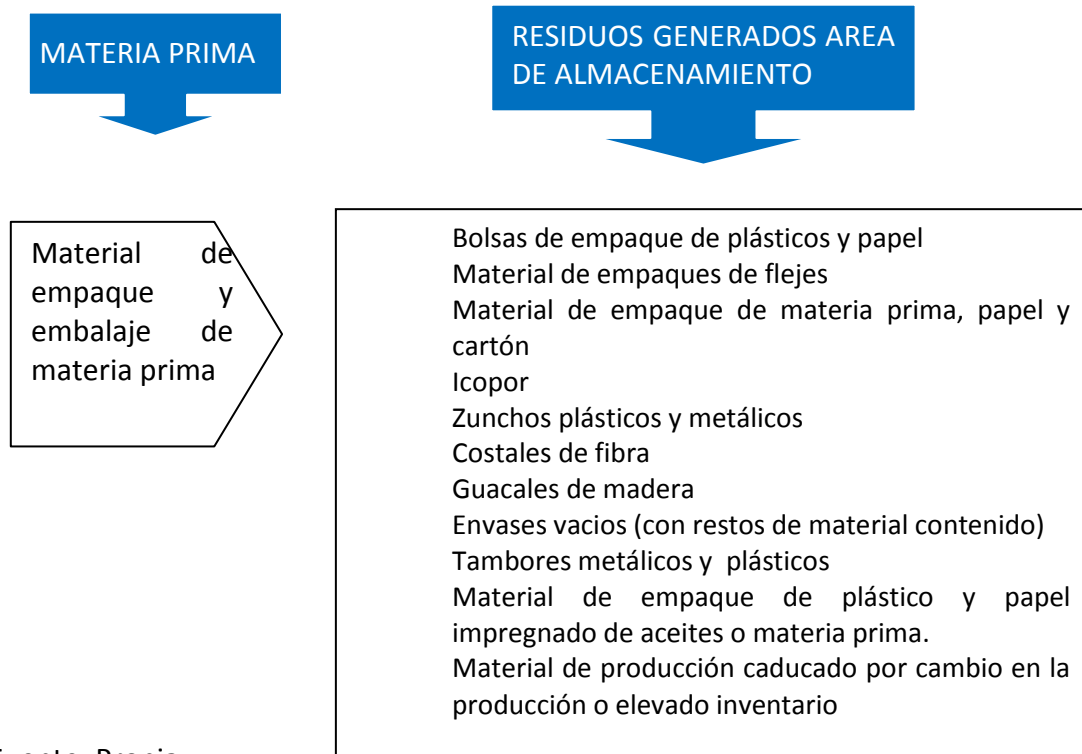 MATERIA PRIMA
RESIDUOS GENERADOS AREA
DE ALMACENAMIENTO
Material de
empaque y
embalaje de
materia prima
Bolsas de empaque de plásticos y papel
Material de empaques de flejes
Material de empaque de materia prima, papel y
cartón
Icopor
Zunchos plásticos y metálicos
Costales de fibra
Guacales de madera
Envases vacios (con restos de material contenido)
Tambores metálicos y plásticos
Material de empaque de plástico y papel
impregnado de aceites o materia prima.
Material de producción caducado por cambio en la
producción o elevado inventario